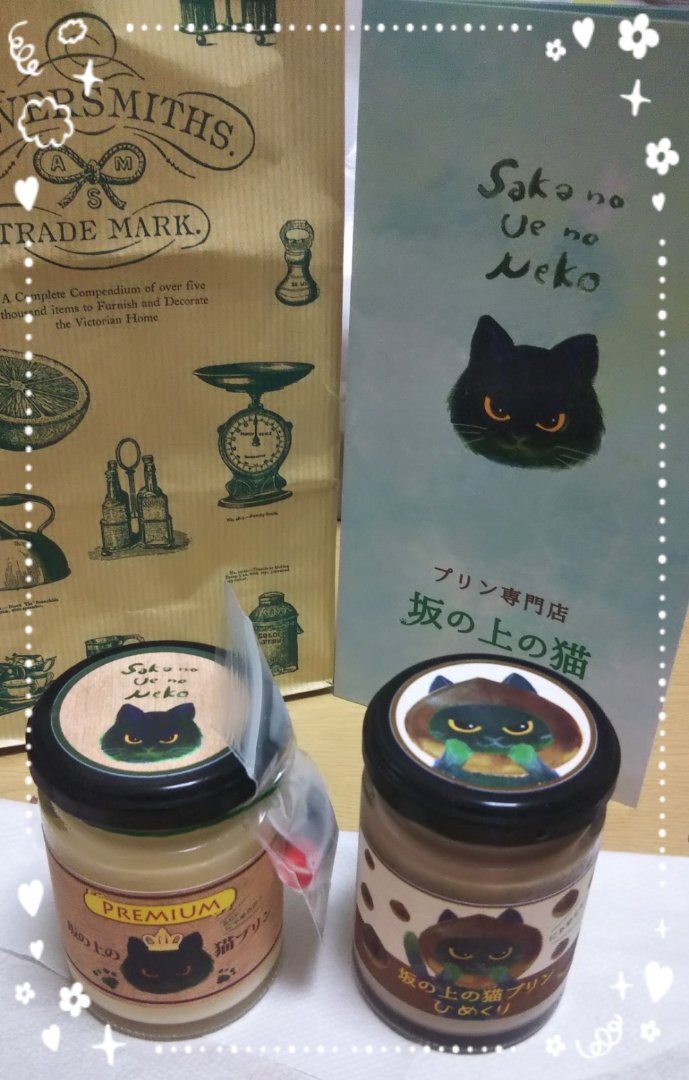 WERSMITHS.
A M
S
TRADE MARK.
A Complete Compendium of over five
thousand items to Furnish and Decorate
the Victorian Home
Saka no
Ue no
Neko
プリン専門店
坂の上の猫
Saka no
Ue no
Neko
PREMIUM
坂の上の
猫プリン
坂の上の猫プリン
ひめくり